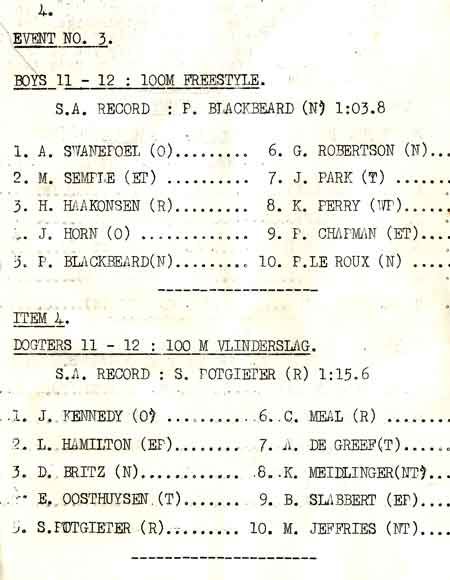 4.
EVENT NO. 3.
BOYS 11 - 12 : 100M FREESTYLE.
S.A. RECORD : P. BLACKBEARD (N) 1:03.8
1. A. SWANEPOEL (O)......... 6. G. ROBERTSON (N)...
2. M. SEMPLE (EP) ......... 7. J. PARK (T) .......
3. H. HAAKONSEN (R)......... 8. K. PERRY (WP).....
4. J. HORN (O) ............ 9. P. CHAPMAN (ET)....
5. P. BLACKBEARD(N)......... 10. P.LE ROUX (N) .....
--------------------
ITEM 4.
DOGTERS 11 - 12 : 100 M VLINDERSLAG.
S.A. RECORD : S. POTGIETER (R) 1:15.6
1. J. KENNEDY (O) ......... 6. C. MEAL (R) .......
2. L. HAMILTON (EP)........ 7. A. DE GREEF(T).....
3. D. BRITZ (N)............ 8. K. MEIDLINGER(NT)...
E. OOSTHUYSEN (T)....... 9. B. SLABBERT (EP)....
5. S.POTGIETER (R)......... 10. M. JEFFRIES (NT)....
-----------------------